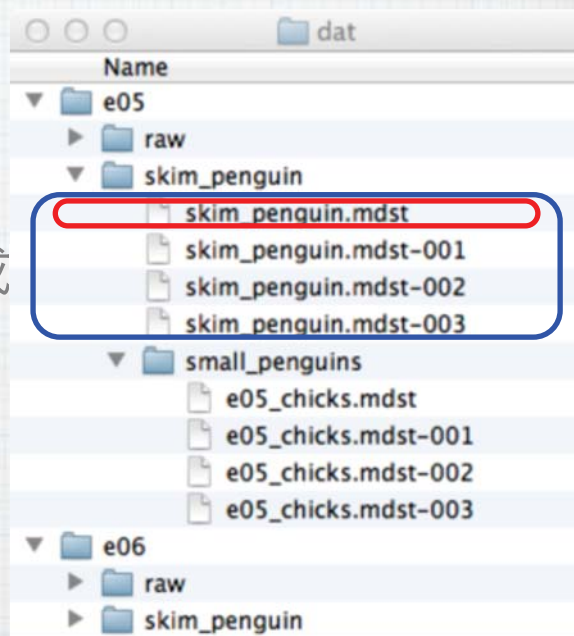 dat
Name
e05
raw
skim_penguin
skim_penguin.mdst
skim_penguin.mdst-001
skim_penguin.mdst-002
skim_penguin.mdst-003
small_penguins
e05_chicks.mdst
e05_chicks.mdst-001
e05_chicks.mdst-002
e05_chicks.mdst-003
e06
raw
skim_penguin